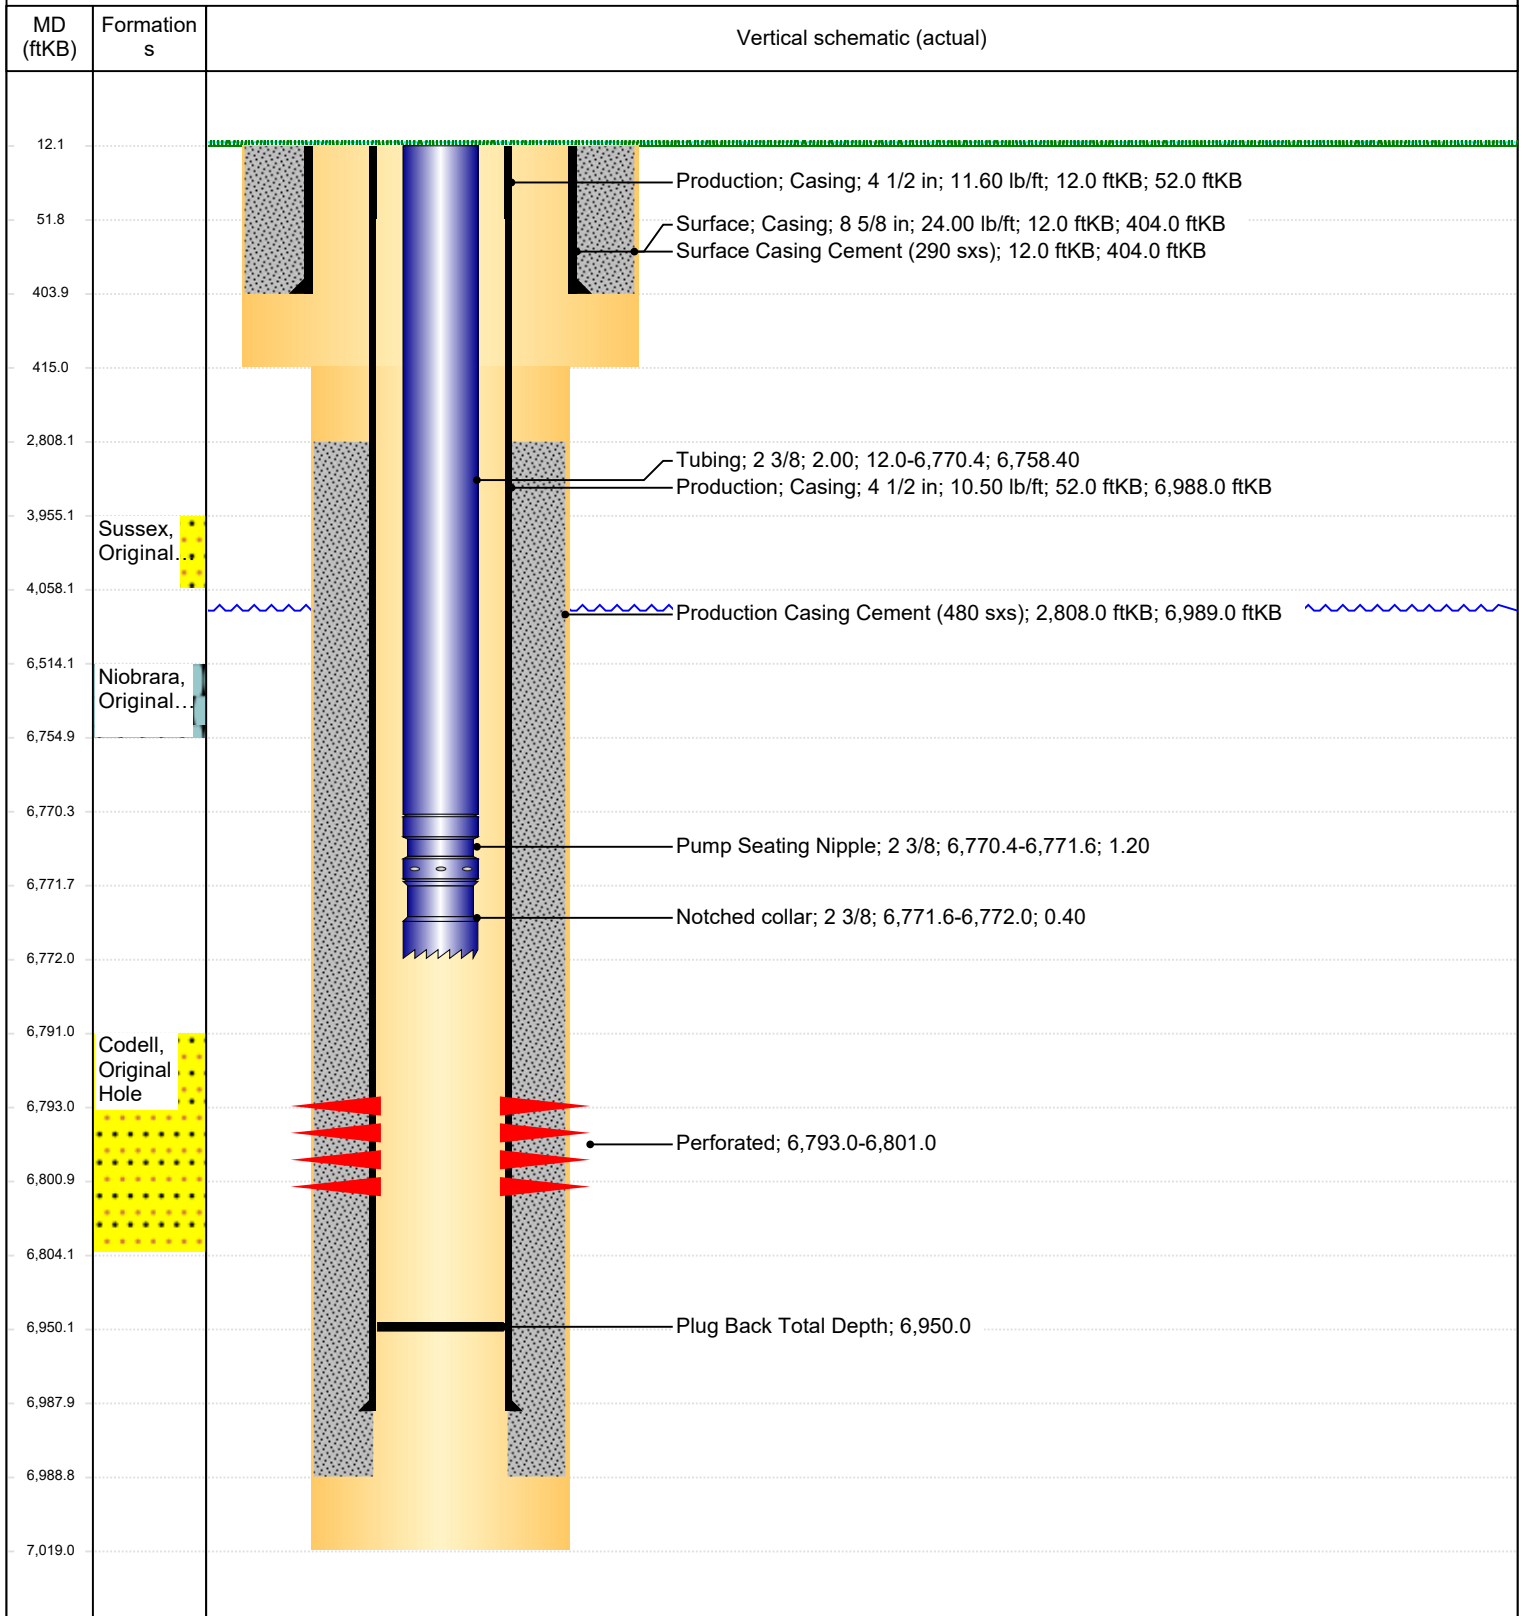 MD
(ftKB)
Formation
s
Vertical schematic (actual)
12.1
Production; Casing; 4 1/2 in; 11.60 lb/ft; 12.0 ftKB; 52.0 ftKB
51.8
Surface; Casing; 8 5/8 in; 24.00 lb/ft; 12.0 ftKB; 404.0 ftKB
Surface Casing Cement (290 sxs); 12.0 ftKB; 404.0 ftKB
403.9
415.0
2,808.1
Tubing; 2 3/8; 2.00; 12.0-6,770.4; 6,758.40
Production; Casing; 4 1/2 in; 10.50 lb/ft; 52.0 ftKB; 6,988.0 ftKB
3,955.1
Sussex,
Original...
4,058.1
Production Casing Cement (480 sxs); 2,808.0 ftKB; 6,989.0 ftKB
6,514.1
Niobrara,
Original...
6,754.9
6,770.3
Pump Seating Nipple; 2 3/8; 6,770.4-6,771.6; 1.20
6,771.7
Notched collar; 2 3/8; 6,771.6-6,772.0; 0.40
6,772.0
6,791.0
Codell,
Original
Hole
6,793.0
Perforated; 6,793.0-6,801.0
6,800.9
6,804.1
6,950.1
Plug Back Total Depth; 6,950.0
6,987.9
6,988.8
7,019.0